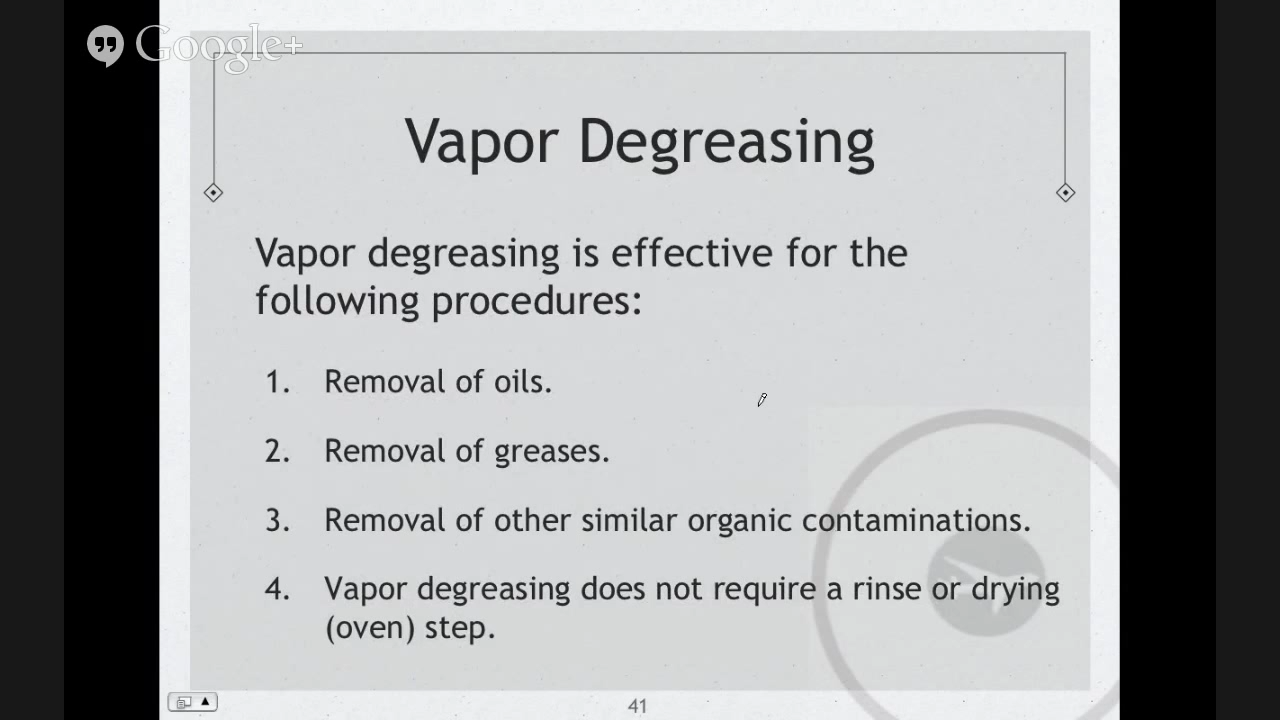 Google+
Vapor Degreasing
Vapor degreasing is effective for the
following procedures:
1. Removal of oils.
2. Removal of greases.
3. Removal of other similar organic contaminations.
4. Vapor degreasing does not require a rinse or drying
(oven) step.
41